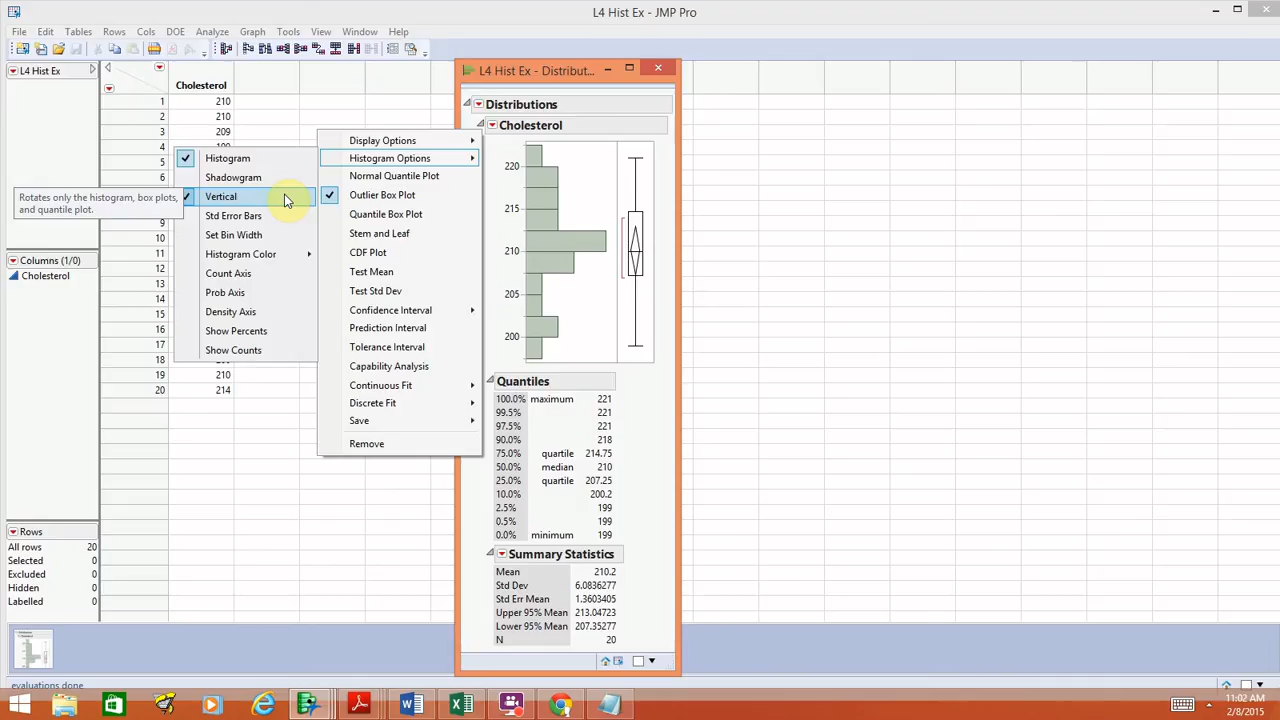 L4 Hist Ex - JMP Pro
File Edit Tables Rows Cols DOE Analyze Graph Tools View Window Help
L4 Hist Ex
Cholesterol
1 210
2 210
3 209
4
5
6
9
10
11
12
13
14
15
16
17
18
19 210
20 214
Columns (1/0)
Cholesterol
Rows
All rows 20
Selected 0
Excluded 0
Hidden 0
Labelled 0
Rotates only the histogram, box plots,
and quantile plot.
Histogram
Shadowgram
Vertical
Std Error Bars
Set Bin Width
Histogram Color
Count Axis
Prob Axis
Density Axis
Show Percents
Show Counts
Display Options
Histogram Options
Normal Quantile Plot
Outlier Box Plot
Quantile Box Plot
Stem and Leaf
CDF Plot
Test Mean
Test Std Dev
Confidence Interval
Prediction Interval
Tolerance Interval
Capability Analysis
Continuous Fit
Discrete Fit
Save
Remove
L4 Hist Ex - Distribut...
Distributions
Cholesterol
220
215
210
205
200
Quantiles
100.0% maximum 221
99.5% 221
97.5% 221
90.0% 218
75.0% quartile 214.75
50.0% median 210
25.0% quartile 207.25
10.0% 200.2
2.5% 199
0.5% 199
0.0% minimum 199
Summary Statistics
Mean 210.2
Std Dev 6.0836277
Std Err Mean 1.3603405
Upper 95% Mean 213.04723
Lower 95% Mean 207.35277
N 20
evaluations done
11:02 AM
2/8/2015